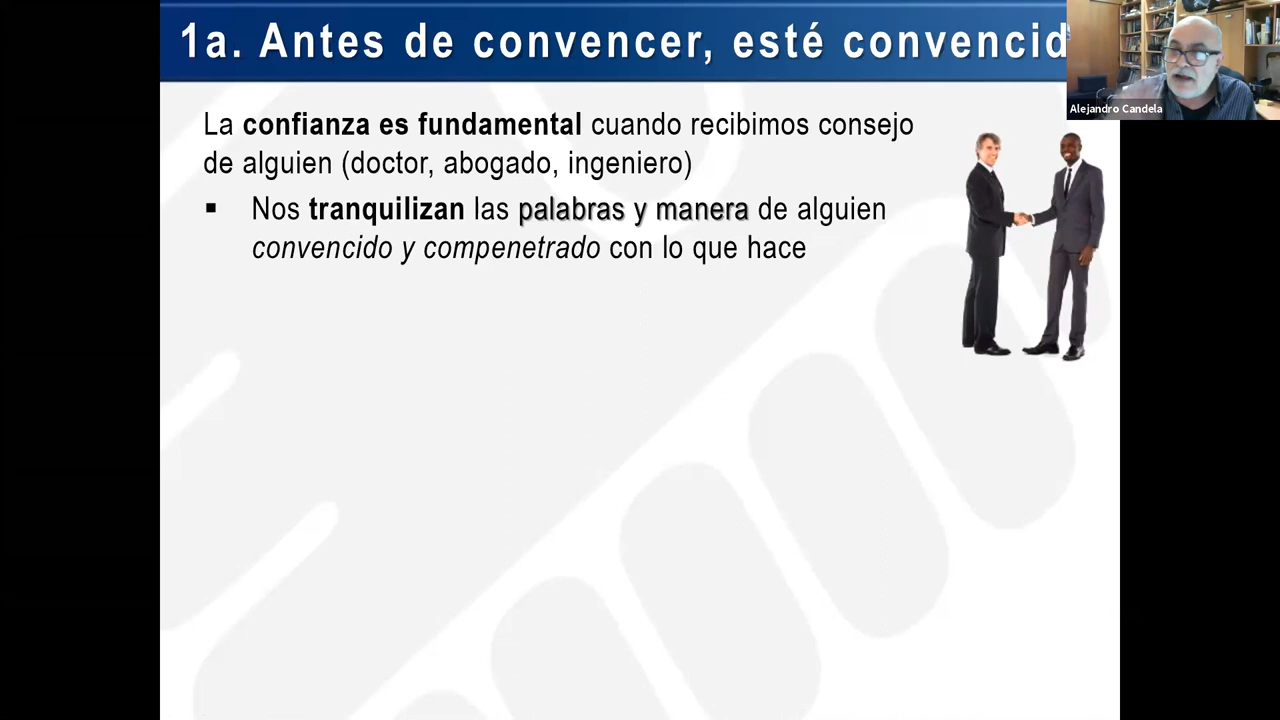 1a. Antes de convencer, esté convencid
Alejandro Candela
La confianza es fundamental cuando recibimos consejo
de alguien (doctor, abogado, ingeniero)
▪ Nos tranquilizan las palabras y manera de alguien
convencido y compenetrado con lo que hace